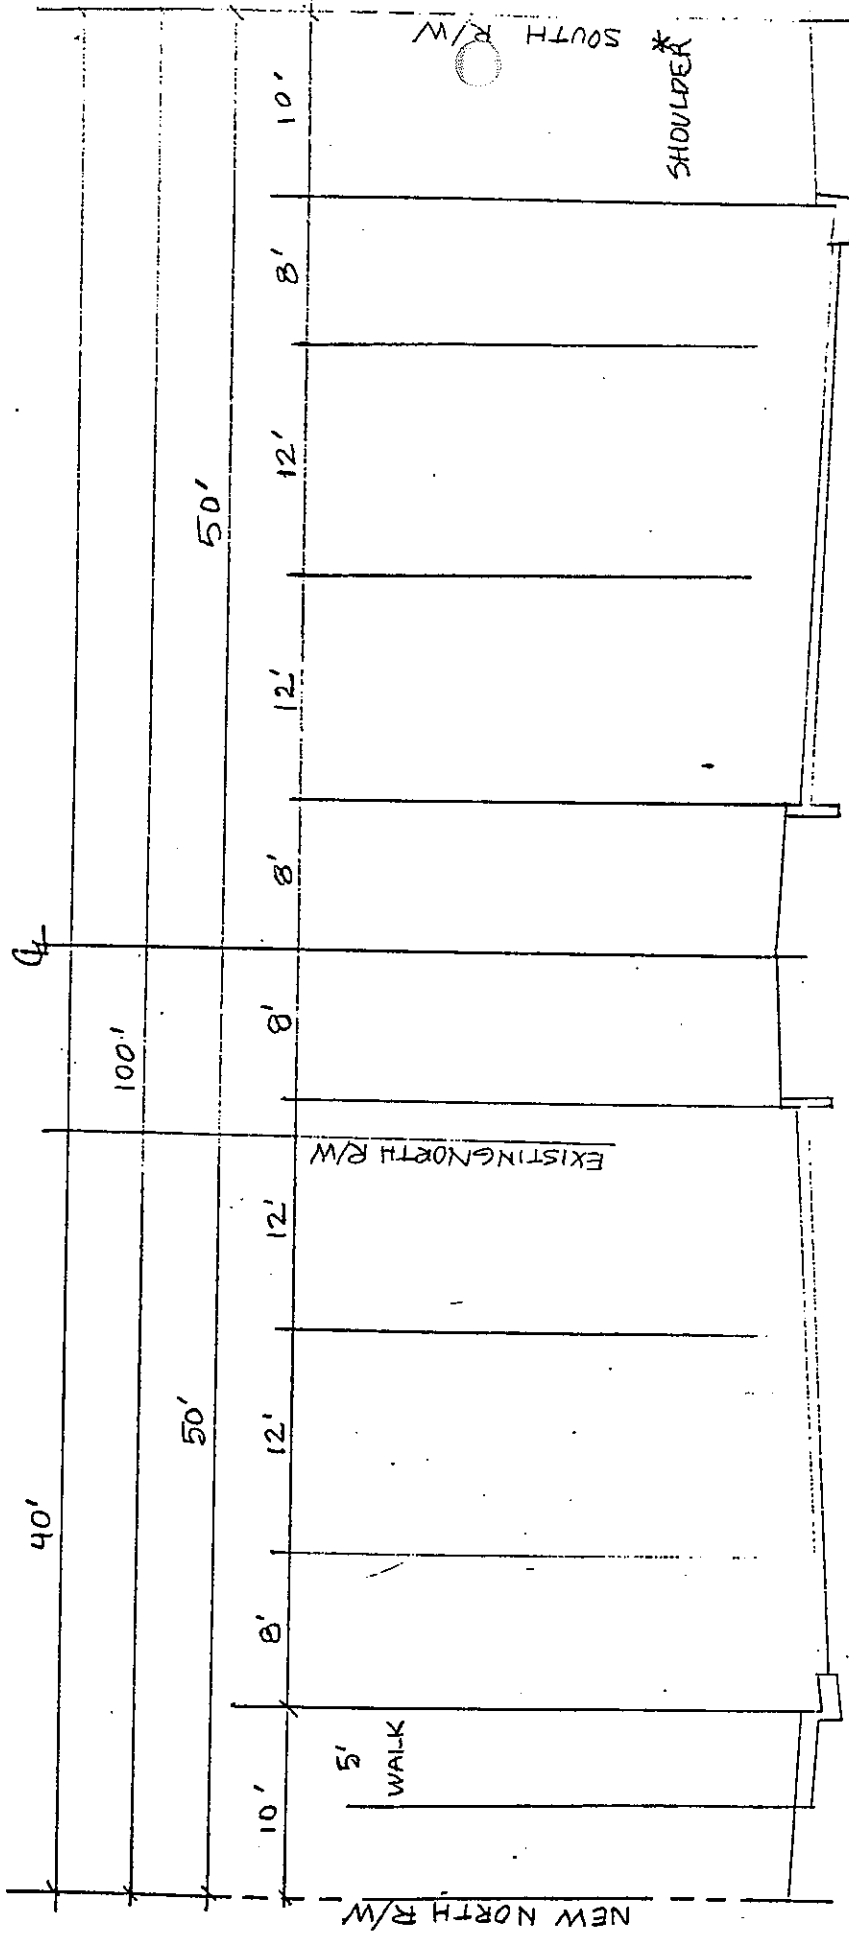 ℄
40'
100'
50' 50'
10' 8' 12' 12' 8' 8' 12' 12' 8' 10'
5'
WALK
NEW NORTH R/W
EXISTING NORTH R/W
SOUTH R/W
SHOULDER*